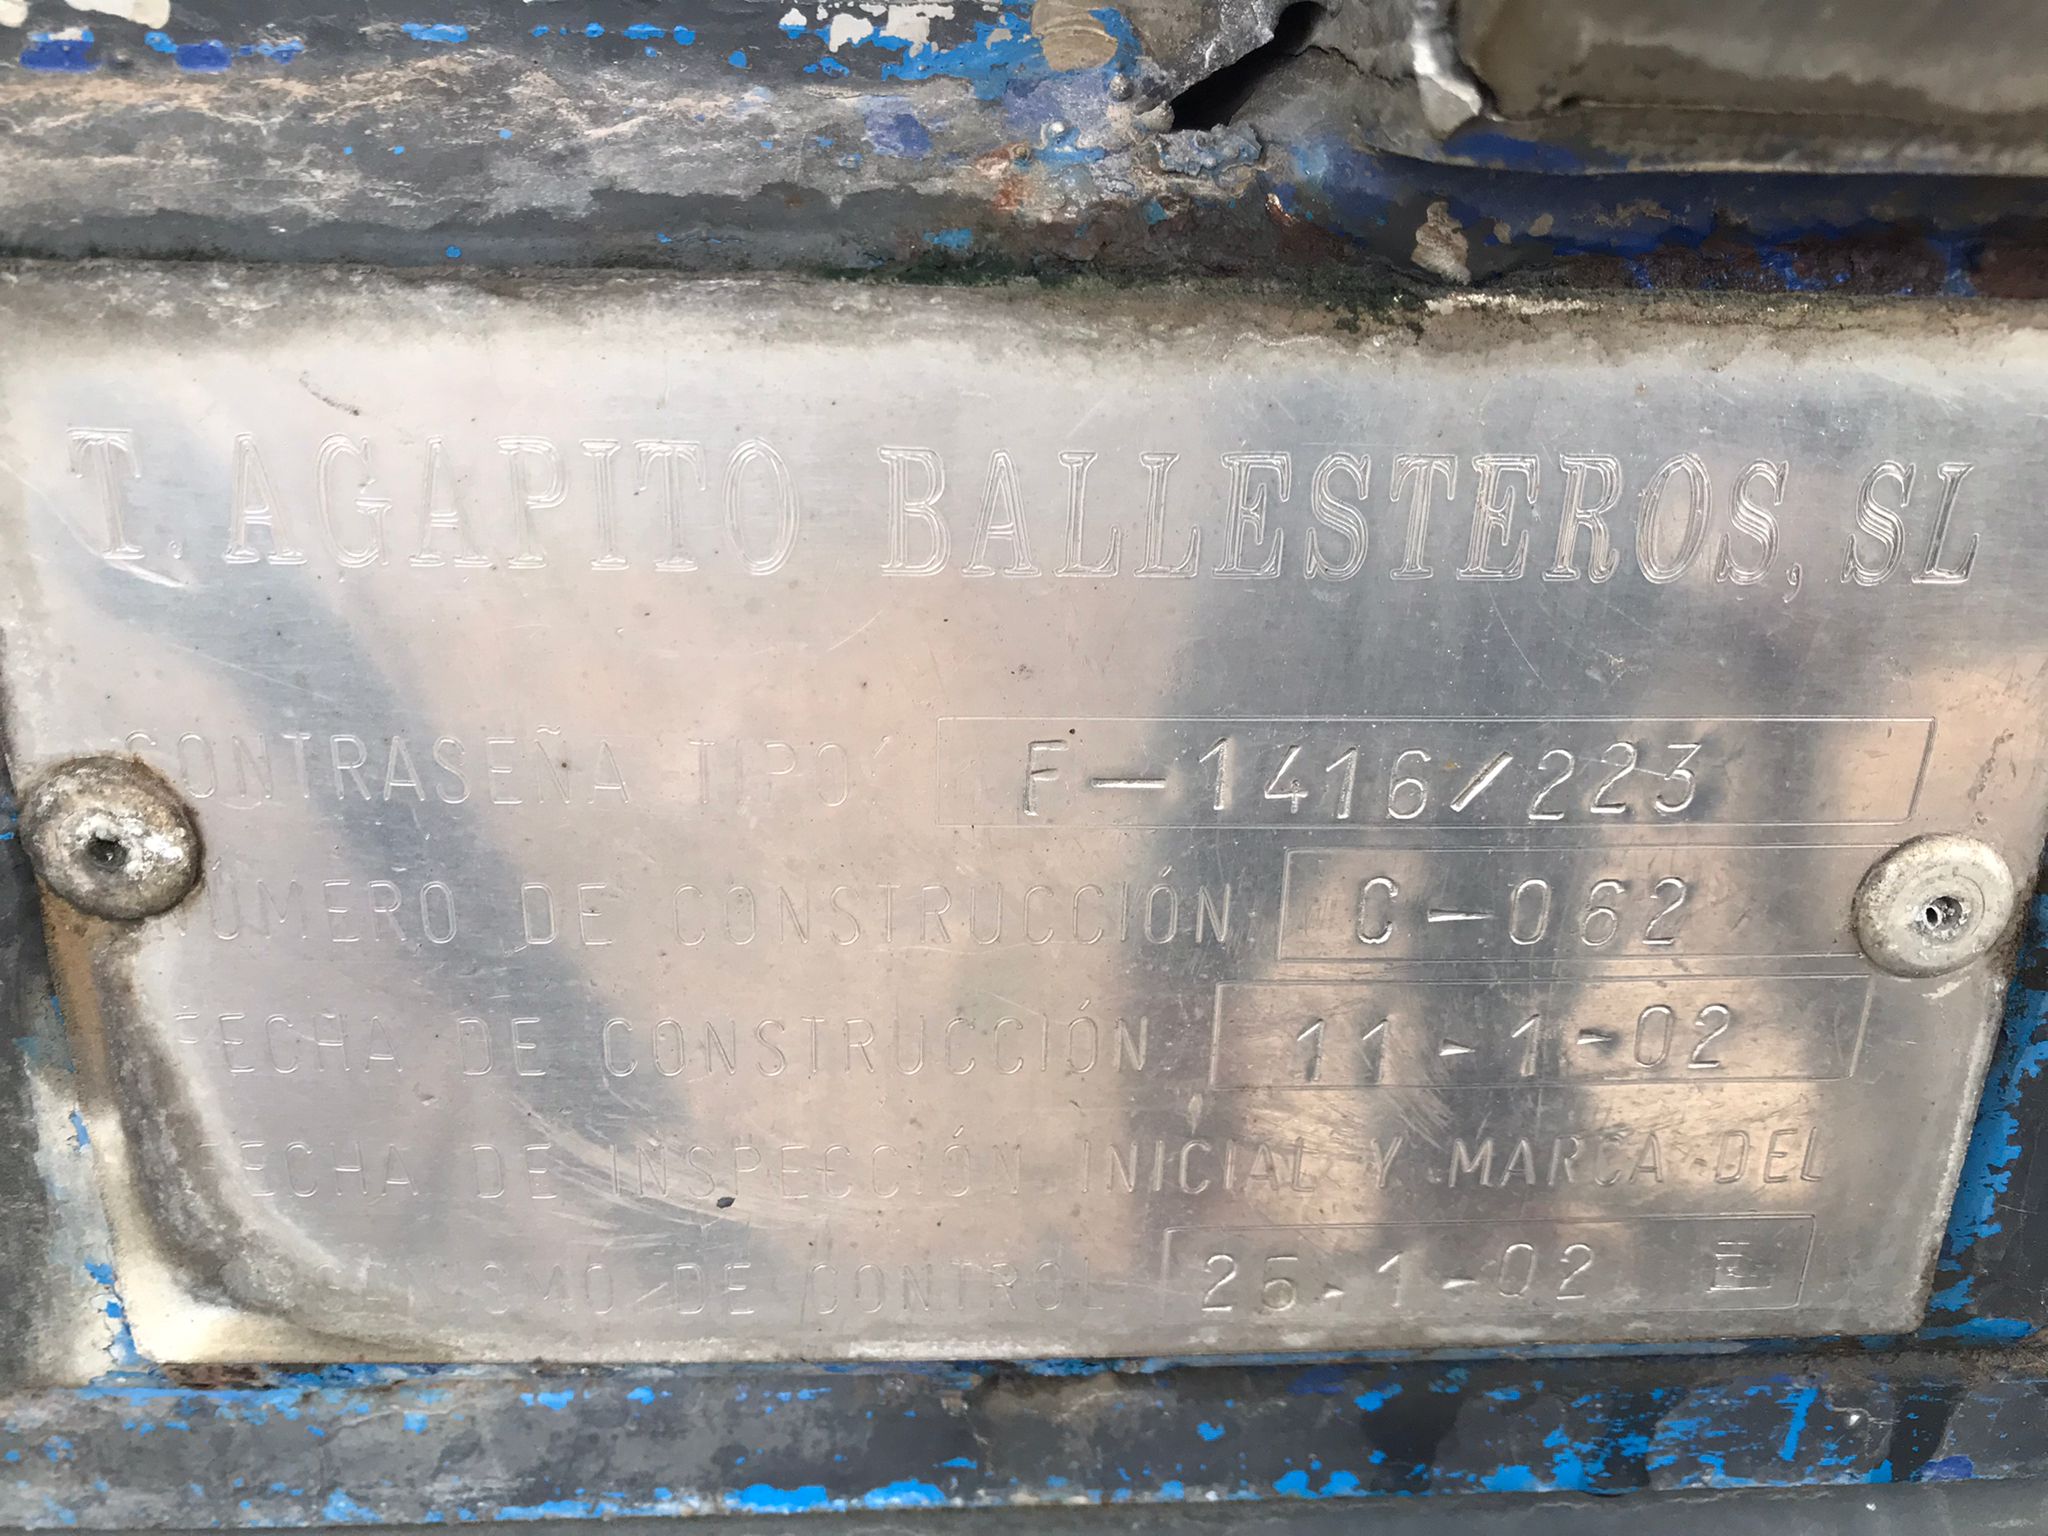 T. AGAPITO BALLESTEROS, SL
CONTRASEÑA TIPO F-1416/223
NÚMERO DE CONSTRUCCIÓN C-062
FECHA DE CONSTRUCCIÓN 11-1-02
FECHA DE INSPECCIÓN INICIAL Y MARCA DEL
ORGANISMO DE CONTROL 25-1-02